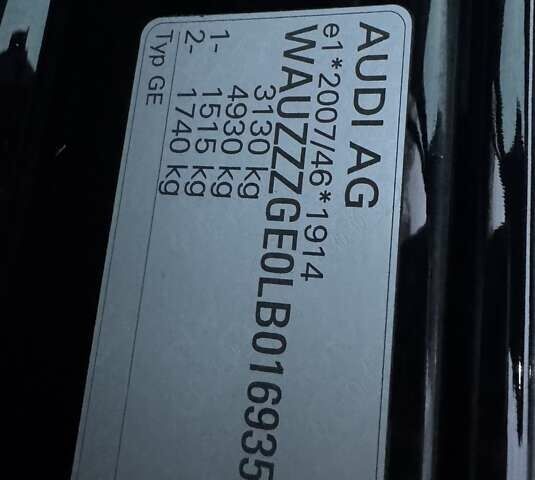 AUDI AG
e1*2007/46*1914
WAUZZZGE0LB016935
3130 kg
4930 kg
1- 1515 kg
2- 1740 kg
Typ GE